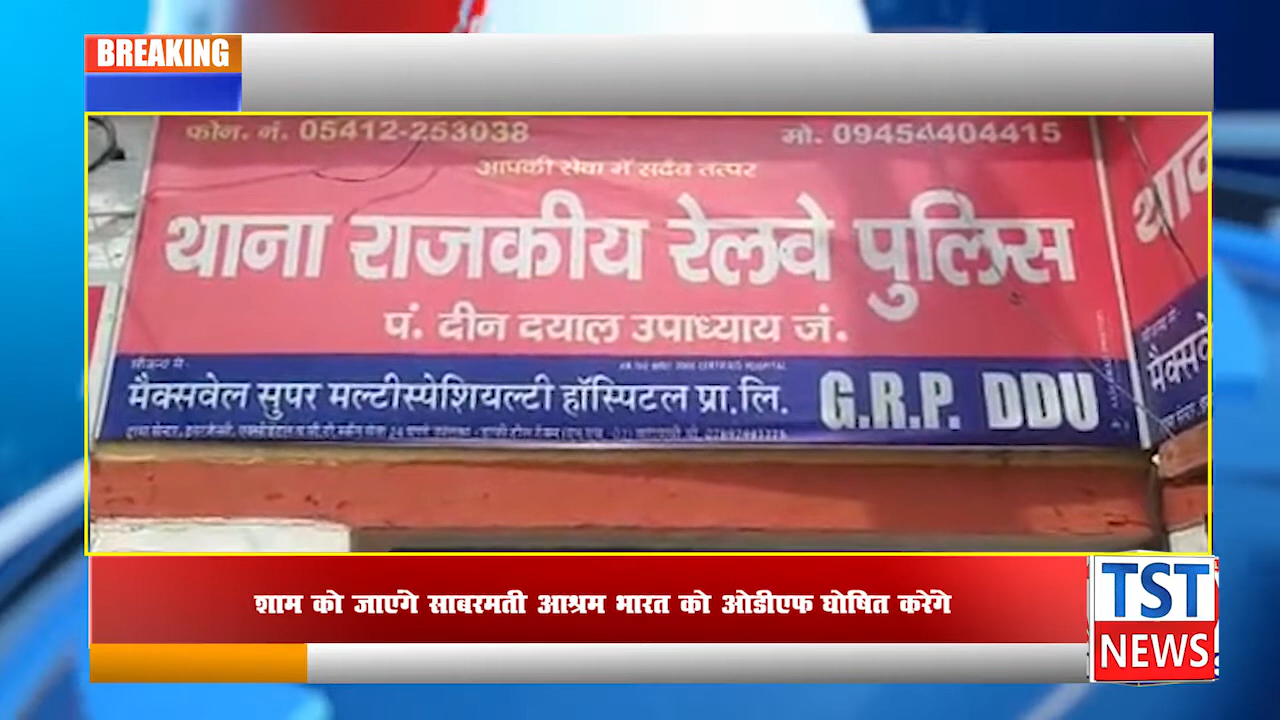 BREAKING
फोन. नं. 05412-253038
मो. 09454404415
आपकी सेवा में सदैव तत्पर
थाना राजकीय रेलवे पुलिस
पं. दीन दयाल उपाध्याय जं.
सौजन्य से-
मैक्सवेल सुपर मल्टीस्पेशियल्टी हॉस्पिटल प्रा.लि.
G.R.P. DDU
शाम को जाएंगे साबरमती आश्रम भारत को ओडीएफ घोषित करेंगे
TST
NEWS